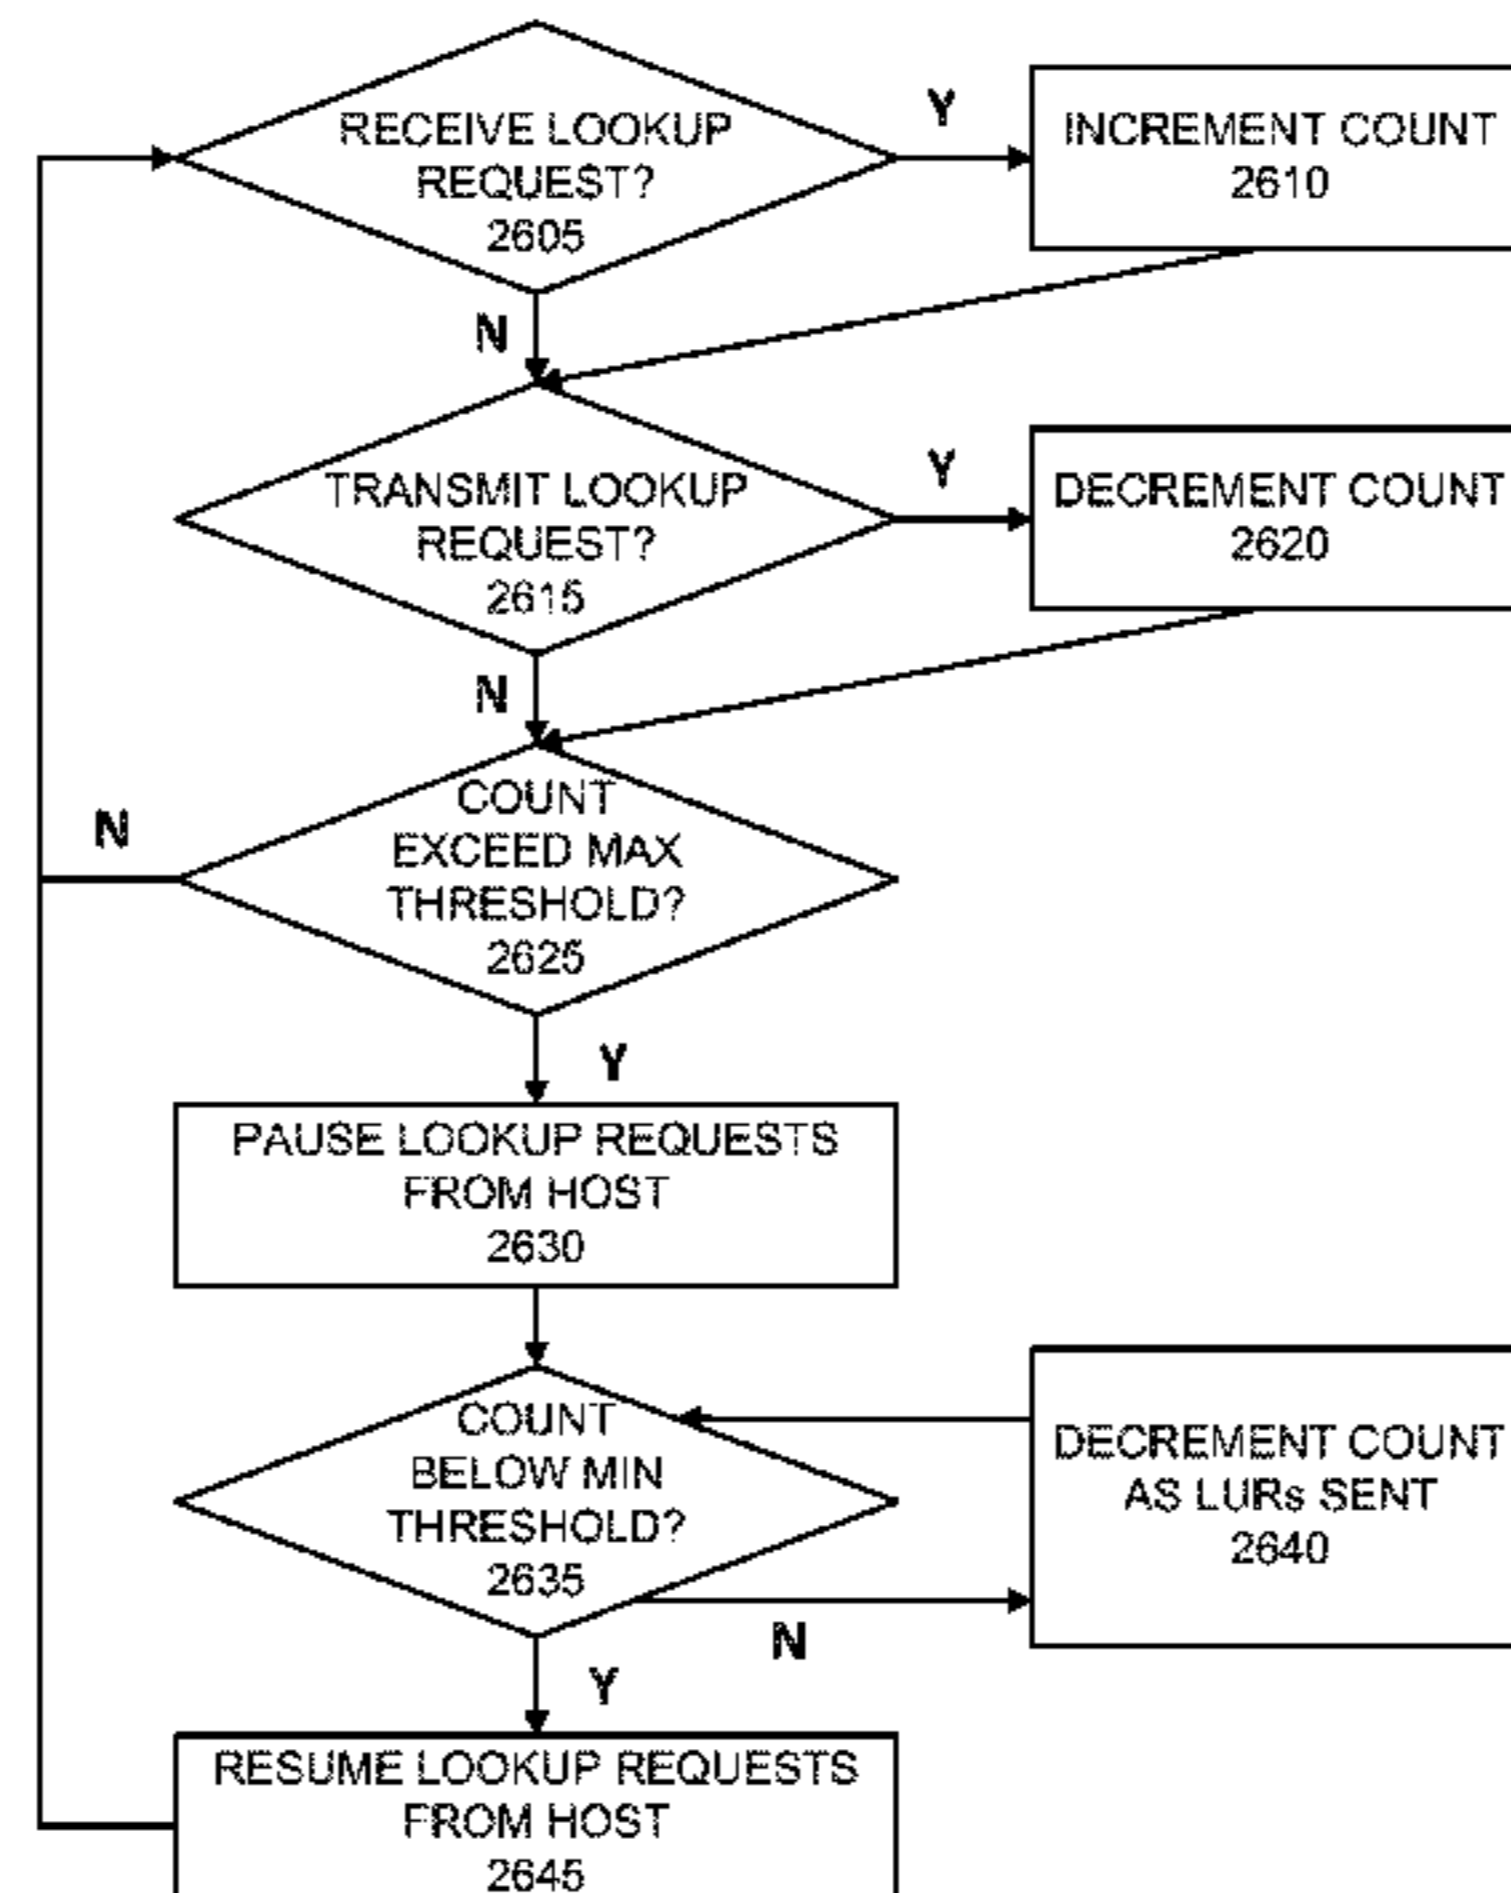 RECEIVE LOOKUP
REQUEST?
2605
Y
INCREMENT COUNT
2610
N
TRANSMIT LOOKUP
REQUEST?
2615
Y
DECREMENT COUNT
2620
N
COUNT
EXCEED MAX
THRESHOLD?
2625
N
Y
PAUSE LOOKUP REQUESTS
FROM HOST
2630
COUNT
BELOW MIN
THRESHOLD?
2635
DECREMENT COUNT
AS LURs SENT
2640
N
Y
RESUME LOOKUP REQUESTS
FROM HOST
2645